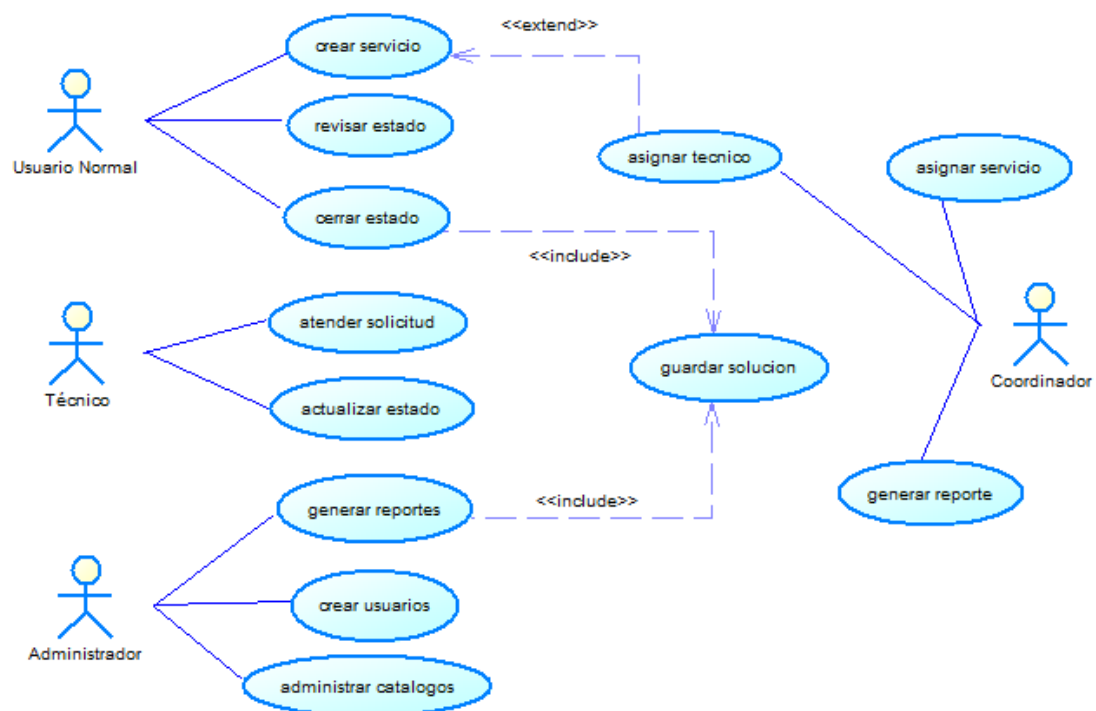 <<extend>>
crear servicio
revisar estado
Usuario Normal
asignar tecnico
asignar servicio
cerrar estado
<<include>>
atender solicitud
guardar solucion
Coordinador
Técnico
actualizar estado
generar reporte
generar reportes
<<include>>
crear usuarios
Administrador
administrar catalogos